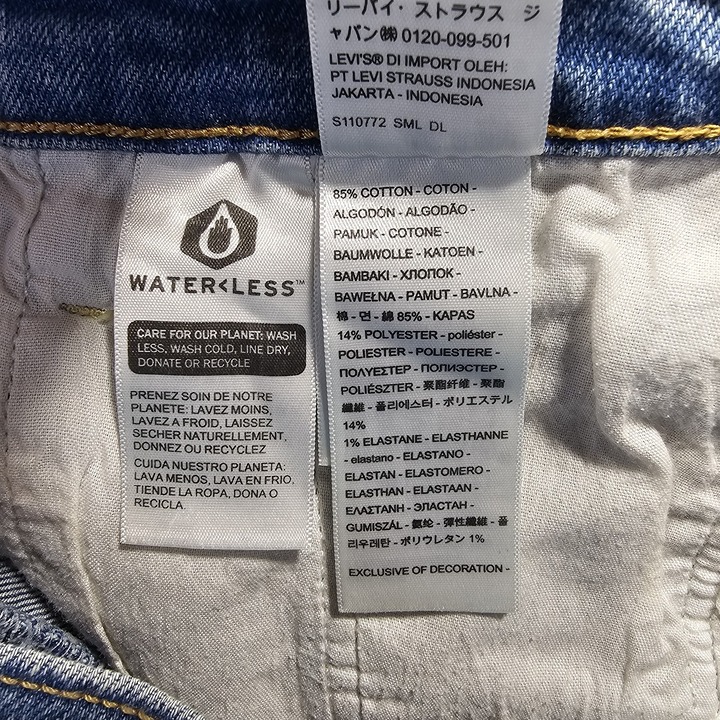 リーバイ・ストラウス ジ
ャパン㈱ 0120-099-501
LEVI'S® DI IMPORT OLEH:
PT LEVI STRAUSS INDONESIA
JAKARTA - INDONESIA
S110772 SML DL
WATER<LESS™
CARE FOR OUR PLANET: WASH
LESS, WASH COLD, LINE DRY,
DONATE OR RECYCLE
PRENEZ SOIN DE NOTRE
PLANETE: LAVEZ MOINS,
LAVEZ A FROID, LAISSEZ
SECHER NATURELLEMENT,
DONNEZ OU RECYCLEZ
CUIDA NUESTRO PLANETA:
LAVA MENOS, LAVA EN FRIO,
TIENDE LA ROPA, DONA O
RECICLA.
85% COTTON - COTON -
ALGODÓN - ALGODÃO -
PAMUK - COTONE -
BAUMWOLLE - KATOEN -
BAMBAKI - ХЛОПОК -
BAWEŁNA - PAMUT - BAVLNA -
棉 - 면 - 綿 85% - KAPAS
14% POLYESTER - poliéster -
POLIESTER - POLIESTERE -
ΠΟΛΥΕΣΤΕΡ - ПОЛИЭСТЕР -
POLIÉSZTER - 聚酯纤维 - 聚酯
纖維 - 폴리에스터 - ポリエステル
14%
1% ELASTANE - ELASTHANNE
- elastano - ELASTANO -
ELASTAN - ELASTOMERO -
ELASTHAN - ELASTAAN -
ΕΛΑΣΤΑΝΗ - ЭЛАСТАН -
GUMISZÁL - 氨纶 - 彈性纖維 - 폴
리우레탄 - ポリウレタン 1%
EXCLUSIVE OF DECORATION -